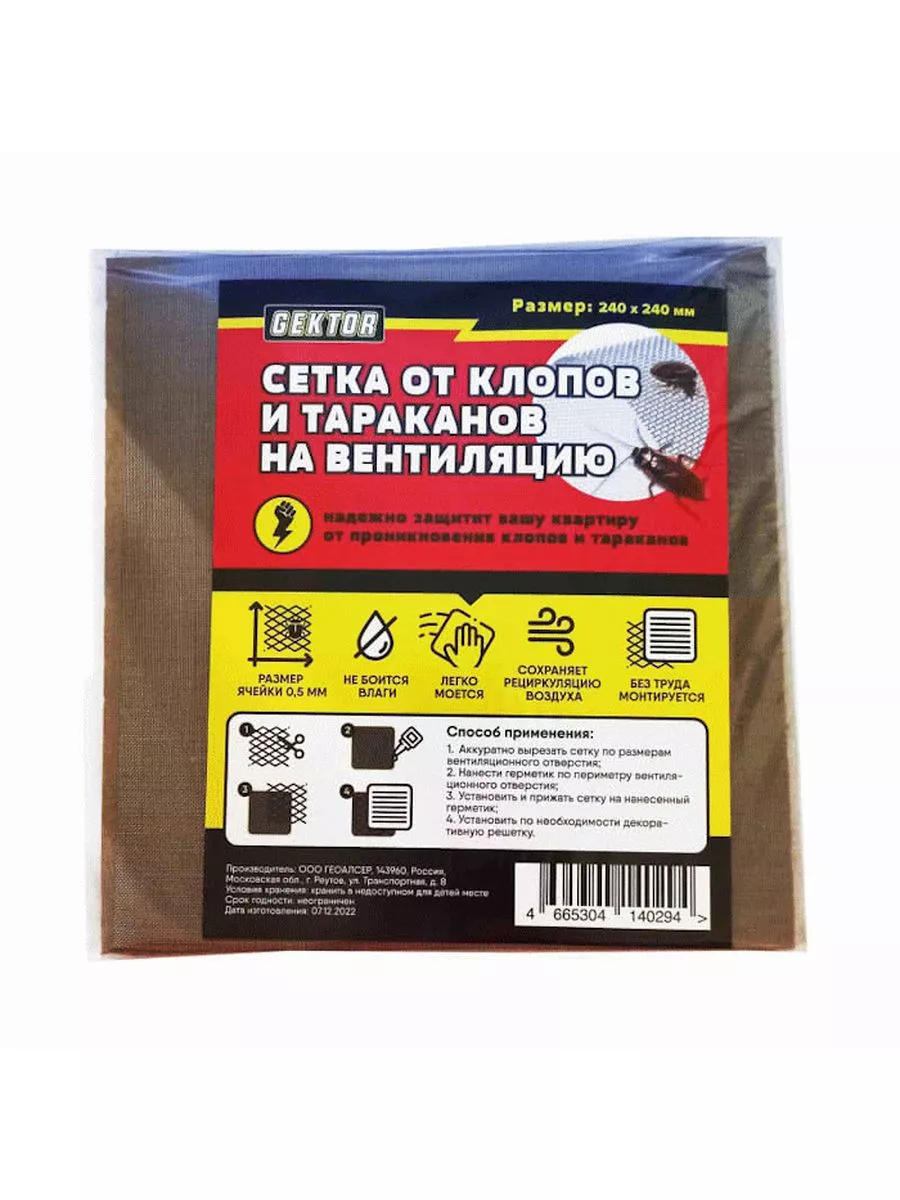 GEKTOR
Размер: 240 x 240 мм
СЕТКА ОТ КЛОПОВ
И ТАРАКАНОВ
НА ВЕНТИЛЯЦИЮ
надежно защитит вашу квартиру
от проникновения клопов и тараканов
РАЗМЕР
ЯЧЕЙКИ 0,5 ММ
НЕ БОИТСЯ
ВЛАГИ
ЛЕГКО
МОЕТСЯ
СОХРАНЯЕТ
РЕЦИРКУЛЯЦИЮ
ВОЗДУХА
БЕЗ ТРУДА
МОНТИРУЕТСЯ
1
2
3
4
Способ применения:
1. Аккуратно вырезать сетку по размерам
вентиляционного отверстия;
2. Нанести герметик по периметру вентиля-
ционного отверстия;
3. Установить и прижать сетку на нанесенный
герметик;
4. Установить по необходимости декора-
тивную решетку.
Производитель: ООО ГЕОАЛСЕР, 143960, Россия,
Московская обл., г. Реутов, ул. Транспортная, д. 8
Условия хранения: хранить в недоступном для детей месте
Срок годности: неограничен
Дата изготовления: 07.12.2022
4 665304 140294 >